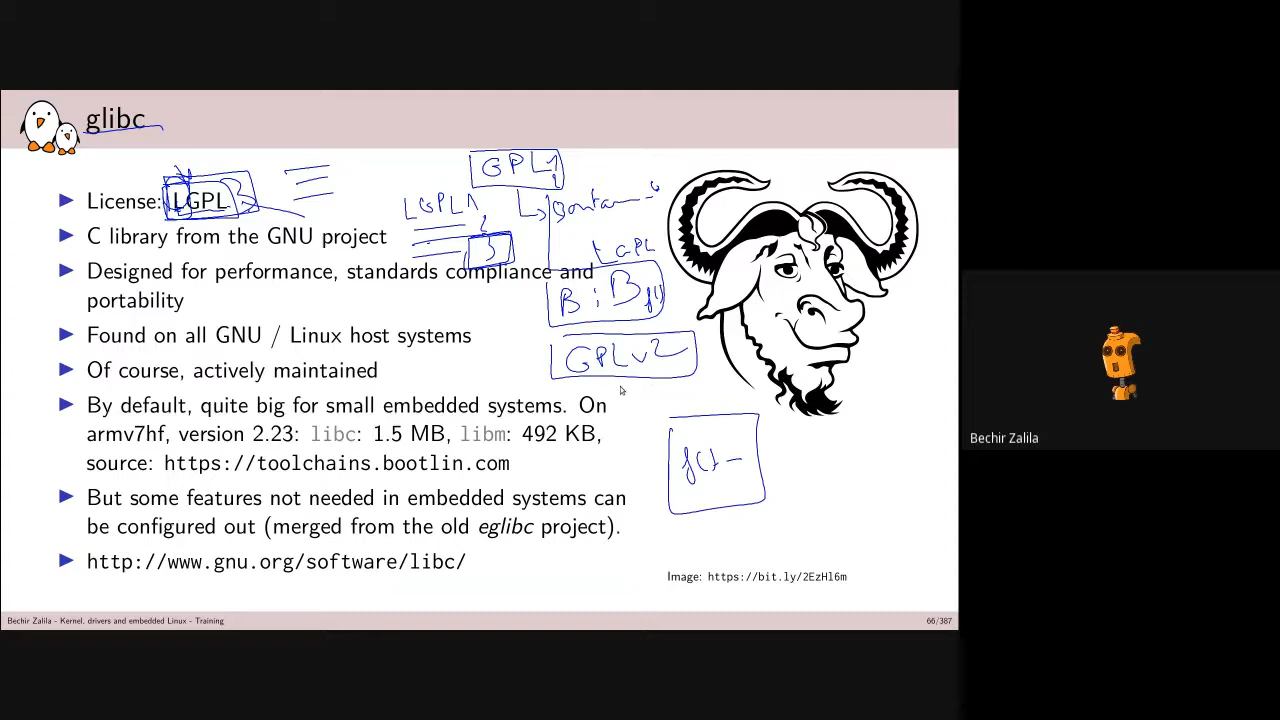 glibc
GPL1
License: LGPL
LGPL1
C library from the GNU project
LGPL
3
Designed for performance, standards compliance and
portability
B : B f()
Found on all GNU / Linux host systems
GPLv2
Of course, actively maintained
By default, quite big for small embedded systems. On
armv7hf, version 2.23: libc: 1.5 MB, libm: 492 KB,
source: https://toolchains.bootlin.com
But some features not needed in embedded systems can
be configured out (merged from the old eglibc project).
http://www.gnu.org/software/libc/
Image: https://bit.ly/2EzHl6m
Bechir Zalila - Kernel, drivers and embedded Linux - Training
66/387
Bechir Zalila